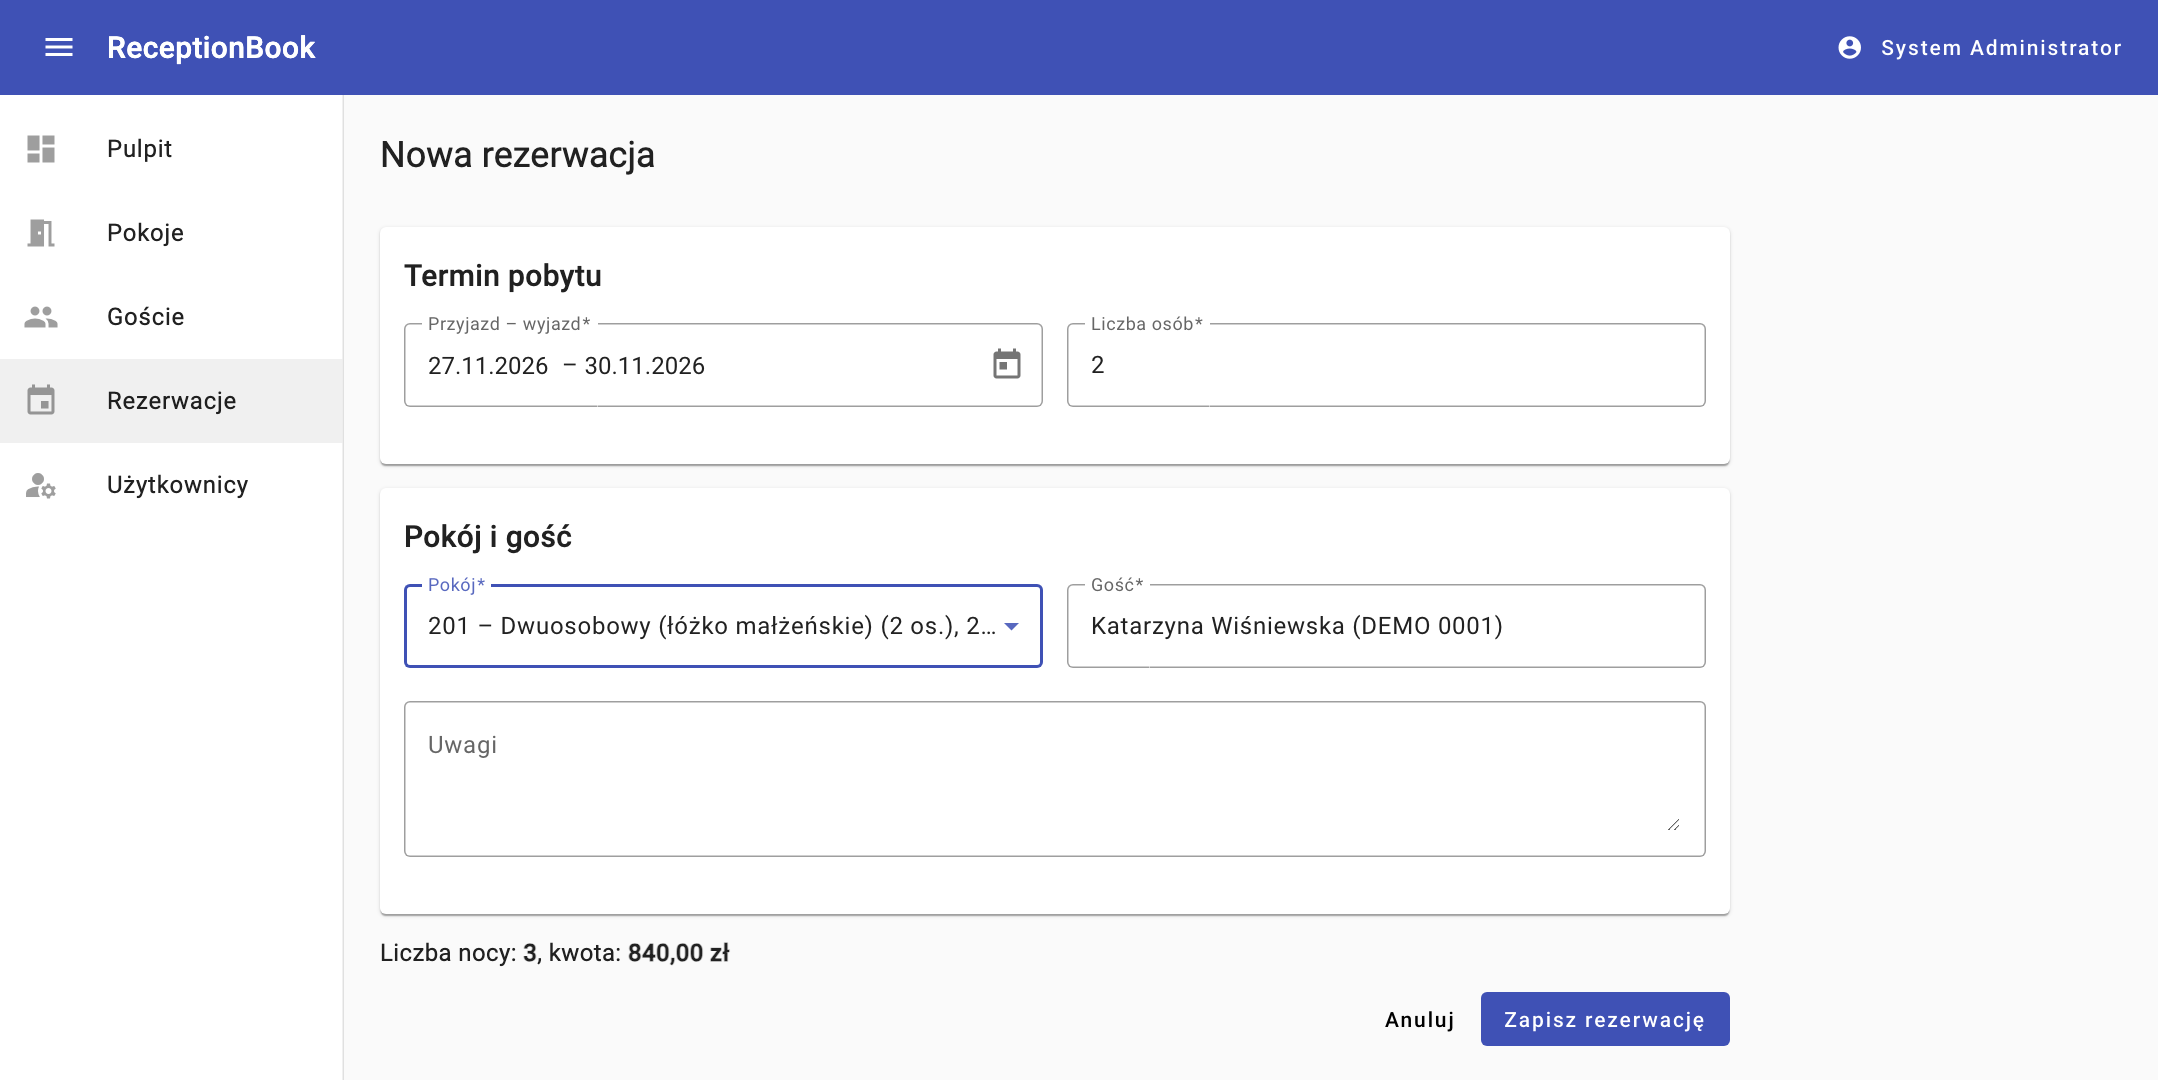 ReceptionBook
System Administrator
Pulpit
Pokoje
Goście
Rezerwacje
Użytkownicy
Nowa rezerwacja
Termin pobytu
Przyjazd – wyjazd*
27.11.2026 – 30.11.2026
Liczba osób*
2
Pokój i gość
Pokój*
201 – Dwuosobowy (łóżko małżeńskie) (2 os.), 2...
Gość*
Katarzyna Wiśniewska (DEMO 0001)
Uwagi
Liczba nocy: 3, kwota: 840,00 zł
Anuluj
Zapisz rezerwację